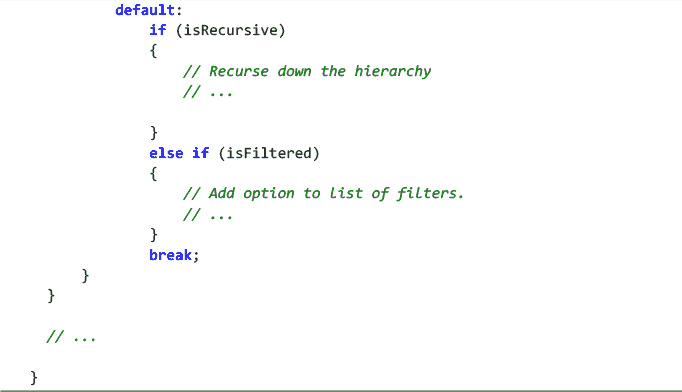 default:
if (isRecursive)
{
// Recurse down the hierarchy
// ...
}
else if (isFiltered)
{
// Add option to list of filters.
// ...
}
break;
}
}
// ...
}